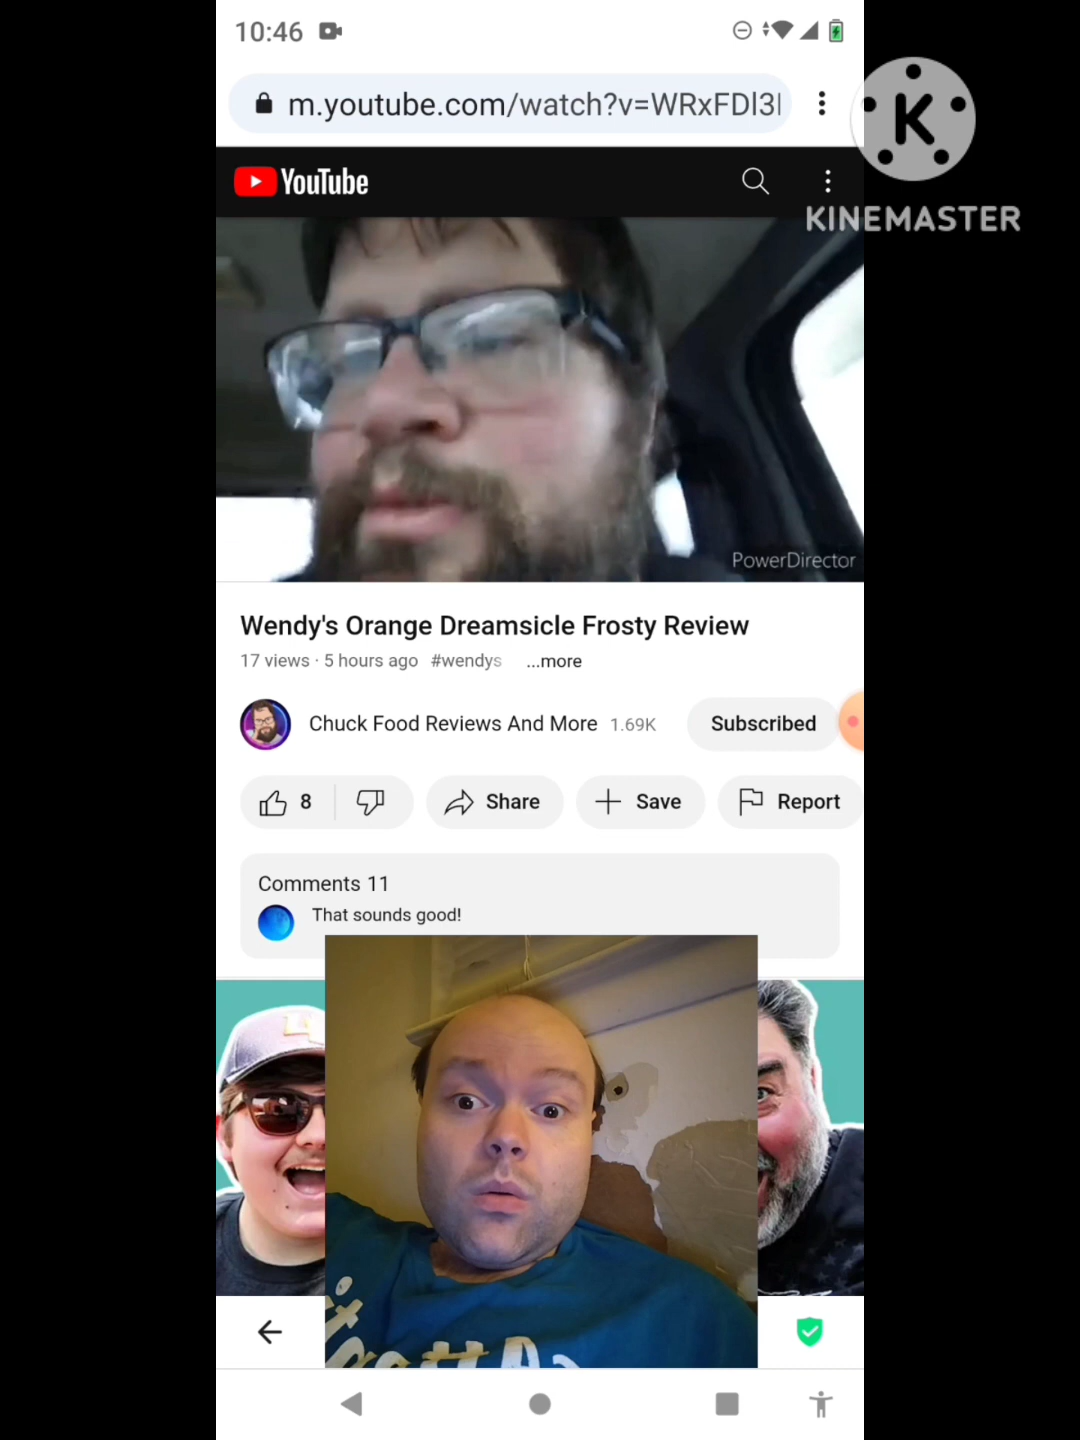 10:46
m.youtube.com/watch?v=WRxFDl3
K
KINEMASTER
YouTube
PowerDirector
Wendy's Orange Dreamsicle Frosty Review
17 views · 5 hours ago #wendys ...more
Chuck Food Reviews And More 1.69K Subscribed
8 Share Save Report
Comments 11
That sounds good!